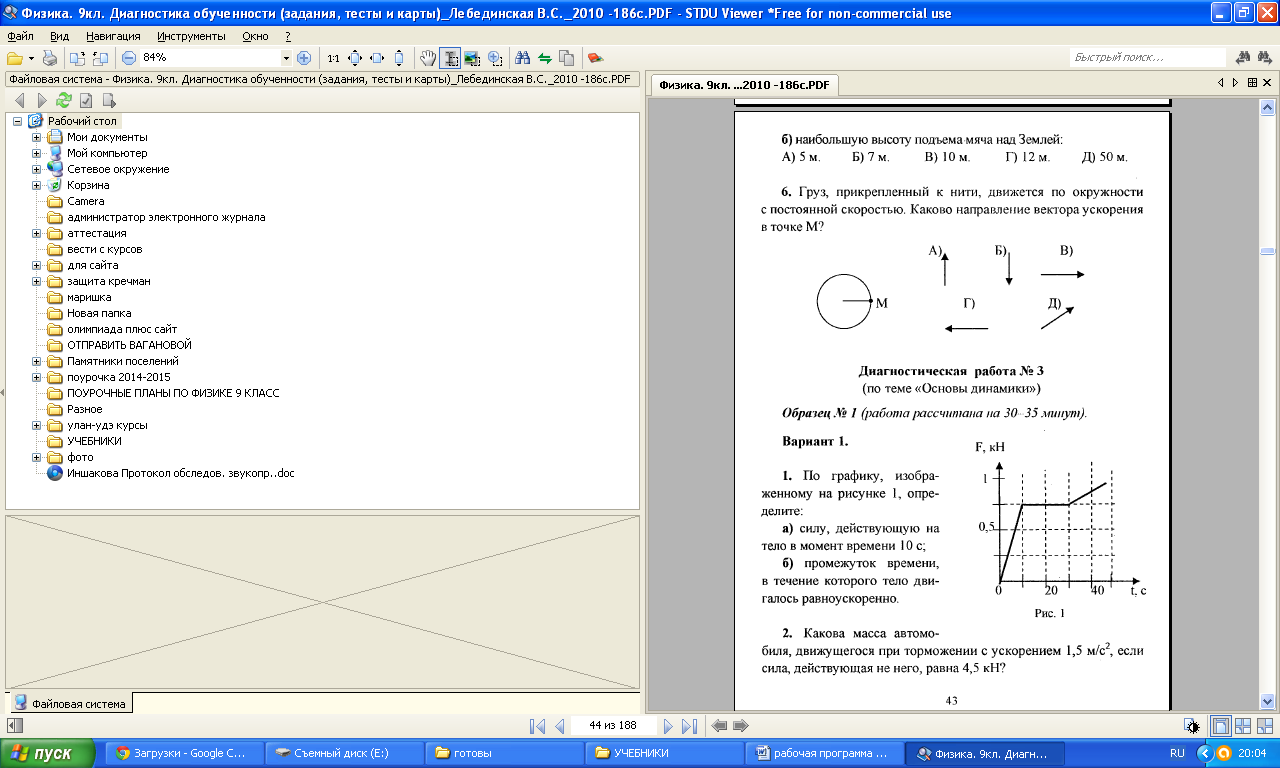 Физика. 9кл. Диагностика обученности (задания, тесты и карты)_Лебединская В.С._2010 -186с.PDF - STDU Viewer *Free for non-commercial use
Файл Вид Навигация Инструменты Окно ?
84% 1:1 Быстрый поиск...
Файловая система - Физика. 9кл. Диагностика обученности (задания, тесты и карты)_Лебединская В.С._2010 -186с.PDF
Рабочий стол
Мои документы
Мой компьютер
Сетевое окружение
Корзина
Camera
администратор электронного журнала
аттестация
вести с курсов
для сайта
защита кречман
маришка
Новая папка
олимпиада плюс сайт
ОТПРАВИТЬ ВАГАНОВОЙ
Памятники поселений
поурочка 2014-2015
ПОУРОЧНЫЕ ПЛАНЫ ПО ФИЗИКЕ 9 КЛАСС
Разное
улан-удэ курсы
УЧЕБНИКИ
фото
Иншакова Протокол обследов. звукопр..doc
Файловая система
Физика. 9кл. ...2010 -186с.PDF
б) наибольшую высоту подъема мяча над Землей:
А) 5 м. Б) 7 м. В) 10 м. Г) 12 м. Д) 50 м.
6. Груз, прикрепленный к нити, движется по окружности
с постоянной скоростью. Каково направление вектора ускорения
в точке М?
А) Б) В)
М Г) Д)
Диагностическая работа № 3
(по теме «Основы динамики»)
Образец № 1 (работа рассчитана на 30–35 минут).
Вариант 1.
1. По графику, изобра-
женному на рисунке 1, опре-
делите:
а) силу, действующую на
тело в момент времени 10 с;
б) промежуток времени,
в течение которого тело дви-
галось равноускоренно.
F, кН
1
0,5
0 20 40 t, с
Рис. 1
2. Какова масса автомо-
биля, движущегося при торможении с ускорением 1,5 м/с², если
сила, действующая не него, равна 4,5 кН?
43
44 из 188
пуск Загрузки - Google C... Съемный диск (E:) готовы УЧЕБНИКИ рабочая программа ... Физика. 9кл. Диагн... RU 20:04